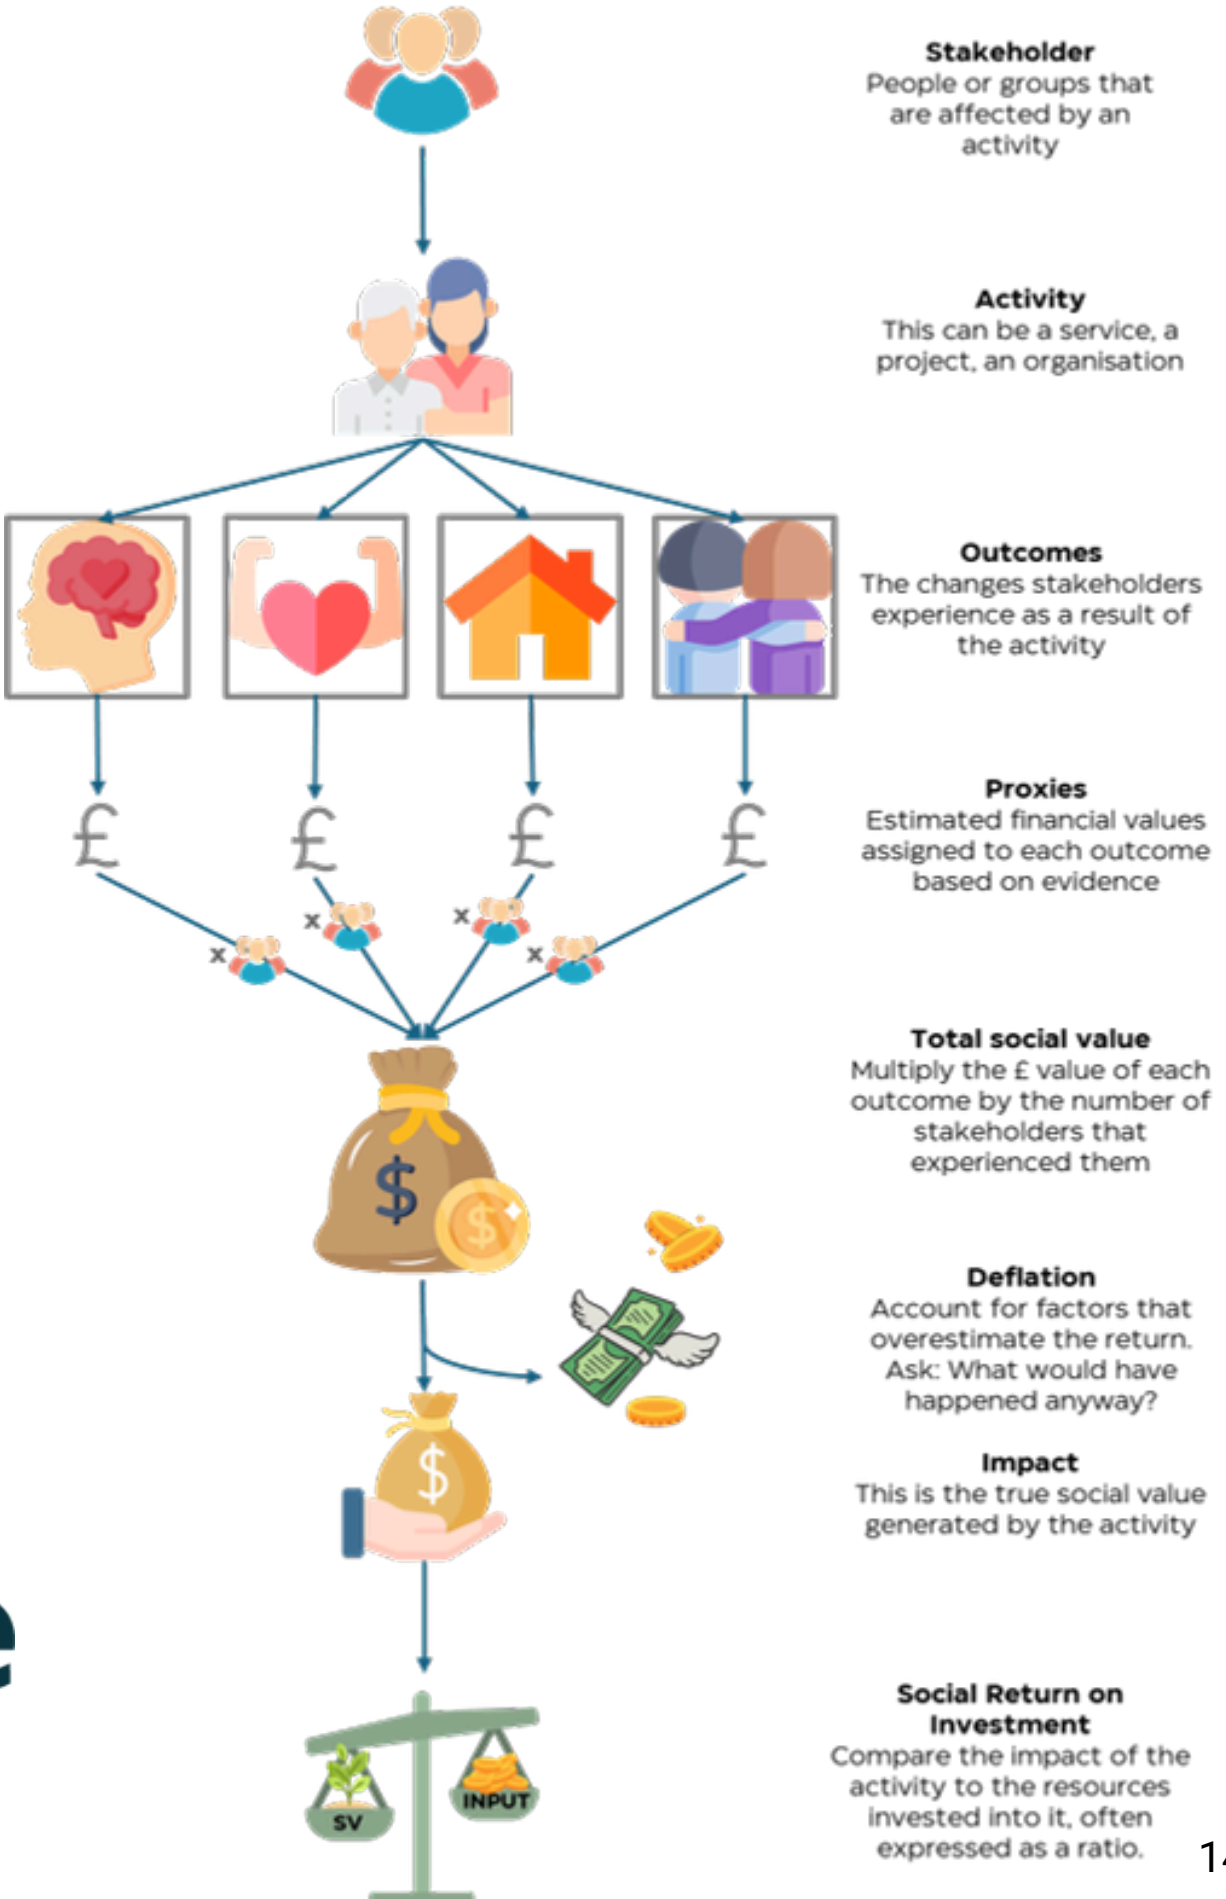 Stakeholder
People or groups that
are affected by an
activity
Activity
This can be a service, a
project, an organisation
Outcomes
The changes stakeholders
experience as a result of
the activity
£ £ £ £
Proxies
Estimated financial values
assigned to each outcome
based on evidence
x x x x
Total social value
Multiply the £ value of each
outcome by the number of
stakeholders that
experienced them
$
$
Deflation
Account for factors that
overestimate the return.
Ask: What would have
happened anyway?
$
Impact
This is the true social value
generated by the activity
e
Social Return on
Investment
Compare the impact of the
activity to the resources
invested into it, often
expressed as a ratio.
SV
INPUT
14